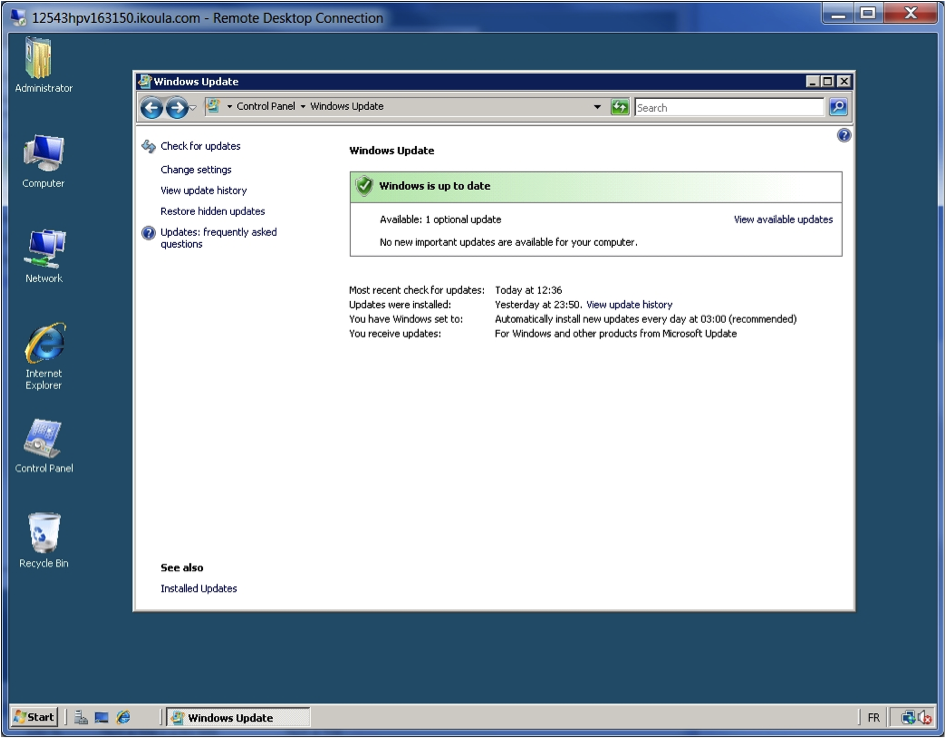 12543hpv163150.ikoula.com - Remote Desktop Connection
Administrator
Computer
Network
Internet
Explorer
Control Panel
Recycle Bin
Windows Update
Control Panel
Windows Update
Search
Check for updates
Change settings
View update history
Restore hidden updates
Updates: frequently asked
questions
See also
Installed Updates
Windows Update
Windows is up to date
Available: 1 optional update
View available updates
No new important updates are available for your computer.
Most recent check for updates: Today at 12:36
Updates were installed: Yesterday at 23:50. View update history
You have Windows set to: Automatically install new updates every day at 03:00 (recommended)
You receive updates: For Windows and other products from Microsoft Update
Start
Windows Update
FR